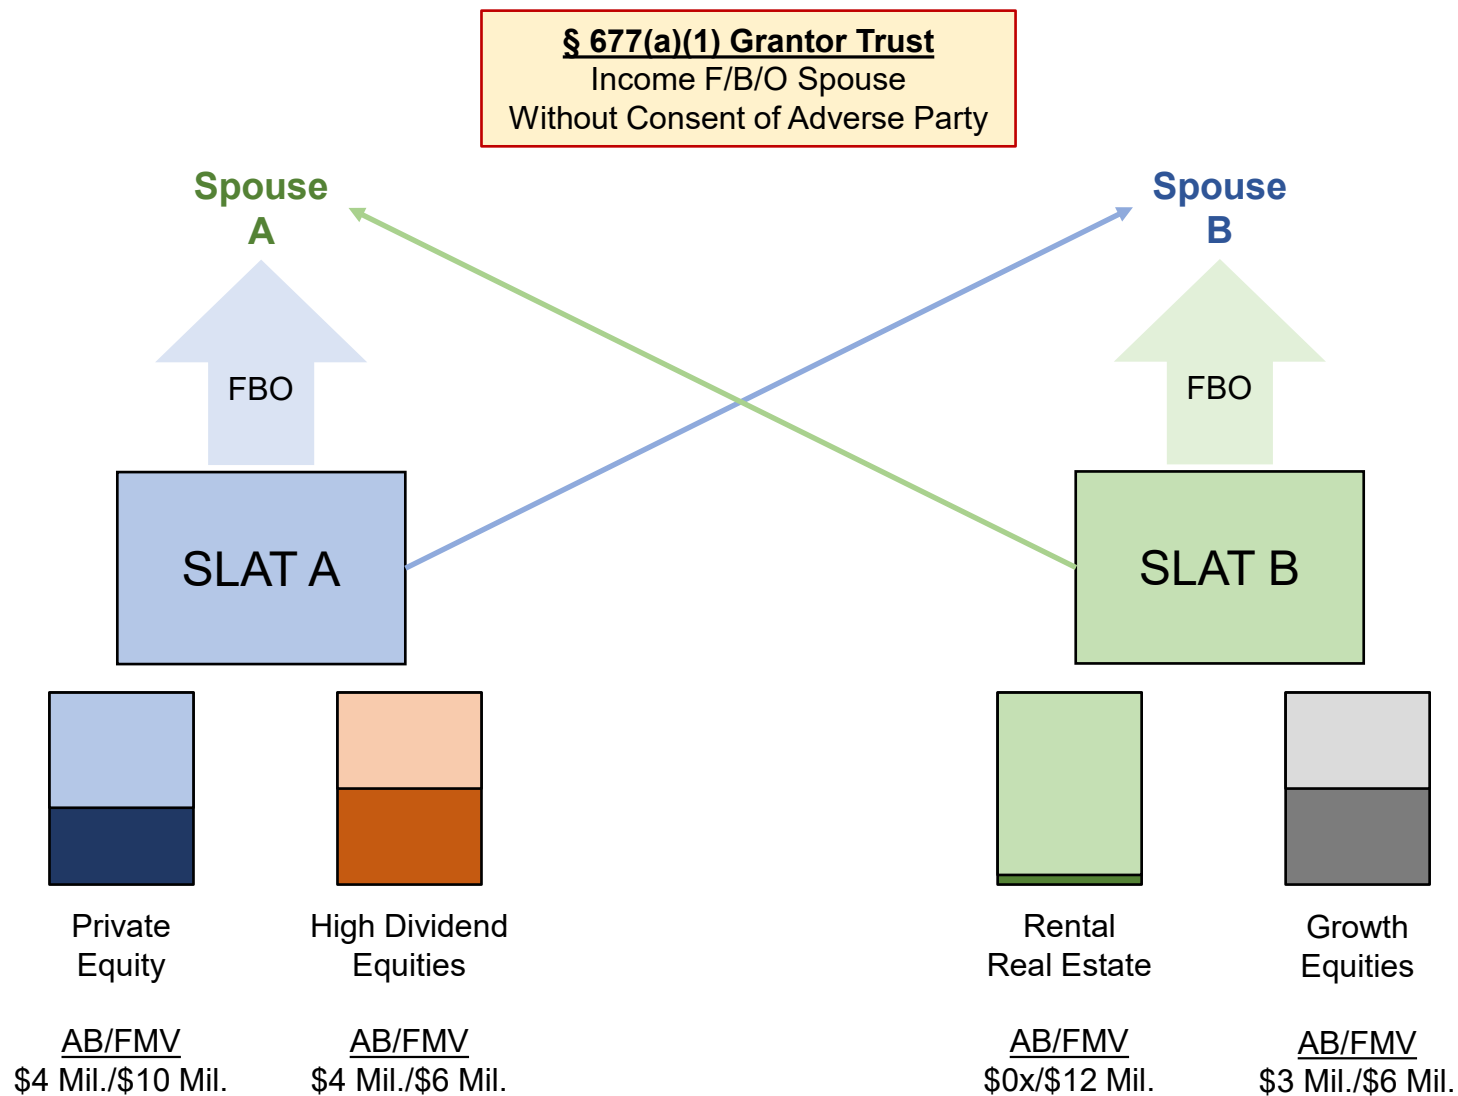 § 677(a)(1) Grantor Trust
Income F/B/O Spouse
Without Consent of Adverse Party
Spouse
A
Spouse
B
FBO
FBO
SLAT A
SLAT B
Private
Equity
AB/FMV
$4 Mil./$10 Mil.
High Dividend
Equities
AB/FMV
$4 Mil./$6 Mil.
Rental
Real Estate
AB/FMV
$0x/$12 Mil.
Growth
Equities
AB/FMV
$3 Mil./$6 Mil.